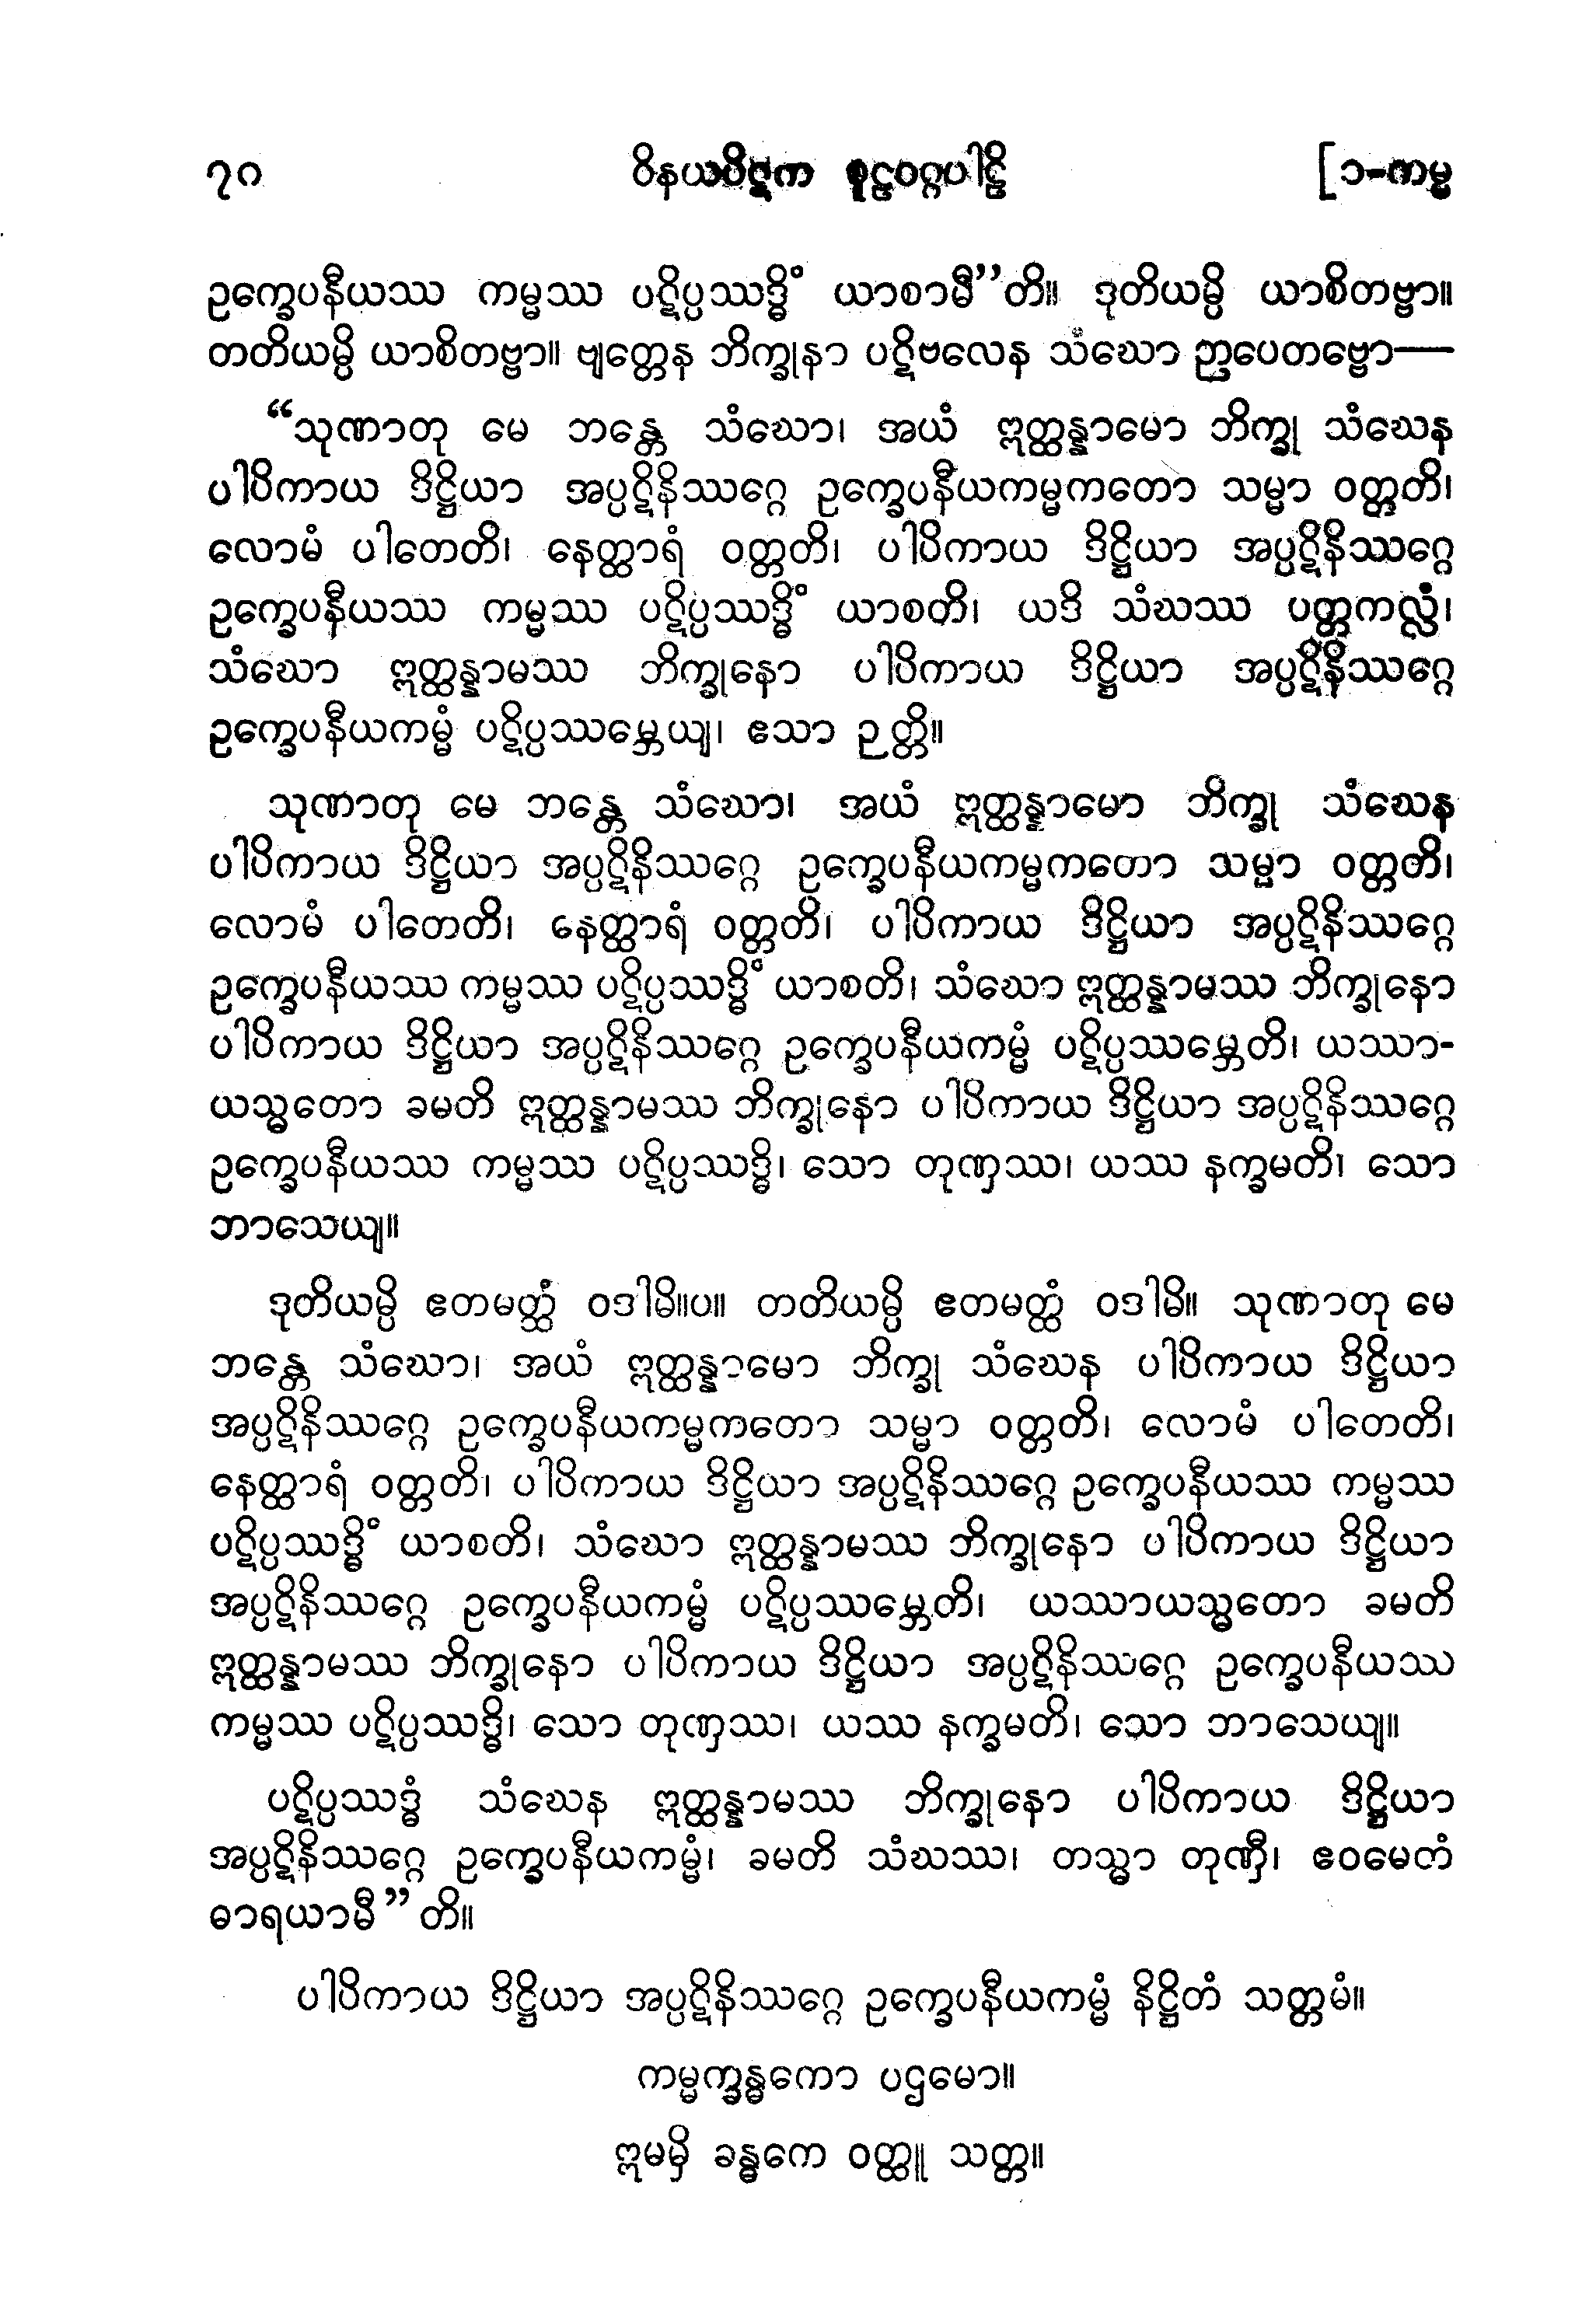 ၇၀ ဝိနယပိဋက စူဠဝဂ္ဂပါဠိ [၁-ကမ္မ
ဥက္ခေပနီယဿ ကမ္မဿ ပဋိပ္ပဿဒ္ဓိံ ယာစာမီ”တိ။ ဒုတိယမ္ပိ ယာစိတဗ္ဗာ။
တတိယမ္ပိ ယာစိတဗ္ဗာ။ ဗျတ္တေန ဘိက္ခုနာ ပဋိဗလေန သံဃော ဉာပေတဗ္ဗော—
“သုဏာတု မေ ဘန္တေ သံဃော၊ အယံ ဣတ္ထန္နာမော ဘိက္ခု သံဃေန
ပါပိကာယ ဒိဋ္ဌိယာ အပ္ပဋိနိဿဂ္ဂေ ဥက္ခေပနီယကမ္မကတော သမ္မာ ဝတ္တတိ၊
လောမံ ပါတေတိ၊ နေတ္ထာရံ ဝတ္တတိ၊ ပါပိကာယ ဒိဋ္ဌိယာ အပ္ပဋိနိဿဂ္ဂေ
ဥက္ခေပနီယဿ ကမ္မဿ ပဋိပ္ပဿဒ္ဓိံ ယာစတိ၊ ယဒိ သံဃဿ ပတ္တကလ္လံ၊
သံဃော ဣတ္ထန္နာမဿ ဘိက္ခုနော ပါပိကာယ ဒိဋ္ဌိယာ အပ္ပဋိနိဿဂ္ဂေ
ဥက္ခေပနီယကမ္မံ ပဋိပ္ပဿမ္ဘေယျ၊ ဧသာ ဉတ္တိ။
သုဏာတု မေ ဘန္တေ သံဃော၊ အယံ ဣတ္ထန္နာမော ဘိက္ခု သံဃေန
ပါပိကာယ ဒိဋ္ဌိယာ အပ္ပဋိနိဿဂ္ဂေ ဥက္ခေပနီယကမ္မကတော သမ္မာ ဝတ္တတိ၊
လောမံ ပါတေတိ၊ နေတ္ထာရံ ဝတ္တတိ၊ ပါပိကာယ ဒိဋ္ဌိယာ အပ္ပဋိနိဿဂ္ဂေ
ဥက္ခေပနီယဿ ကမ္မဿ ပဋိပ္ပဿဒ္ဓိံ ယာစတိ၊ သံဃော ဣတ္ထန္နာမဿ ဘိက္ခုနော
ပါပိကာယ ဒိဋ္ဌိယာ အပ္ပဋိနိဿဂ္ဂေ ဥက္ခေပနီယကမ္မံ ပဋိပ္ပဿမ္ဘေတိ၊ ယဿာ-
ယသ္မတော ခမတိ ဣတ္ထန္နာမဿ ဘိက္ခုနော ပါပိကာယ ဒိဋ္ဌိယာ အပ္ပဋိနိဿဂ္ဂေ
ဥက္ခေပနီယဿ ကမ္မဿ ပဋိပ္ပဿဒ္ဓိ၊ သော တုဏှဿ၊ ယဿ နက္ခမတိ၊ သော
ဘာသေယျ။
ဒုတိယမ္ပိ ဧတမတ္ထံ ဝဒါမိ။ပ။ တတိယမ္ပိ ဧတမတ္ထံ ဝဒါမိ။ သုဏာတု မေ
ဘန္တေ သံဃော၊ အယံ ဣတ္ထန္နာမော ဘိက္ခု သံဃေန ပါပိကာယ ဒိဋ္ဌိယာ
အပ္ပဋိနိဿဂ္ဂေ ဥက္ခေပနီယကမ္မကတော သမ္မာ ဝတ္တတိ၊ လောမံ ပါတေတိ၊
နေတ္ထာရံ ဝတ္တတိ၊ ပါပိကာယ ဒိဋ္ဌိယာ အပ္ပဋိနိဿဂ္ဂေ ဥက္ခေပနီယဿ ကမ္မဿ
ပဋိပ္ပဿဒ္ဓိံ ယာစတိ၊ သံဃော ဣတ္ထန္နာမဿ ဘိက္ခုနော ပါပိကာယ ဒိဋ္ဌိယာ
အပ္ပဋိနိဿဂ္ဂေ ဥက္ခေပနီယကမ္မံ ပဋိပ္ပဿမ္ဘေတိ၊ ယဿာယသ္မတော ခမတိ
ဣတ္ထန္နာမဿ ဘိက္ခုနော ပါပိကာယ ဒိဋ္ဌိယာ အပ္ပဋိနိဿဂ္ဂေ ဥက္ခေပနီယဿ
ကမ္မဿ ပဋိပ္ပဿဒ္ဓိ၊ သော တုဏှဿ၊ ယဿ နက္ခမတိ၊ သော ဘာသေယျ။
ပဋိပ္ပဿဒ္ဓံ သံဃေန ဣတ္ထန္နာမဿ ဘိက္ခုနော ပါပိကာယ ဒိဋ္ဌိယာ
အပ္ပဋိနိဿဂ္ဂေ ဥက္ခေပနီယကမ္မံ၊ ခမတိ သံဃဿ၊ တသ္မာ တုဏှီ၊ ဧဝမေတံ
ဓာရယာမီ”တိ။
ပါပိကာယ ဒိဋ္ဌိယာ အပ္ပဋိနိဿဂ္ဂေ ဥက္ခေပနီယကမ္မံ နိဋ္ဌိတံ သတ္တမံ။
ကမ္မက္ခန္ဓကော ပဌမော။
ဣမမှိ ခန္ဓကေ ဝတ္ထူ သတ္တ။